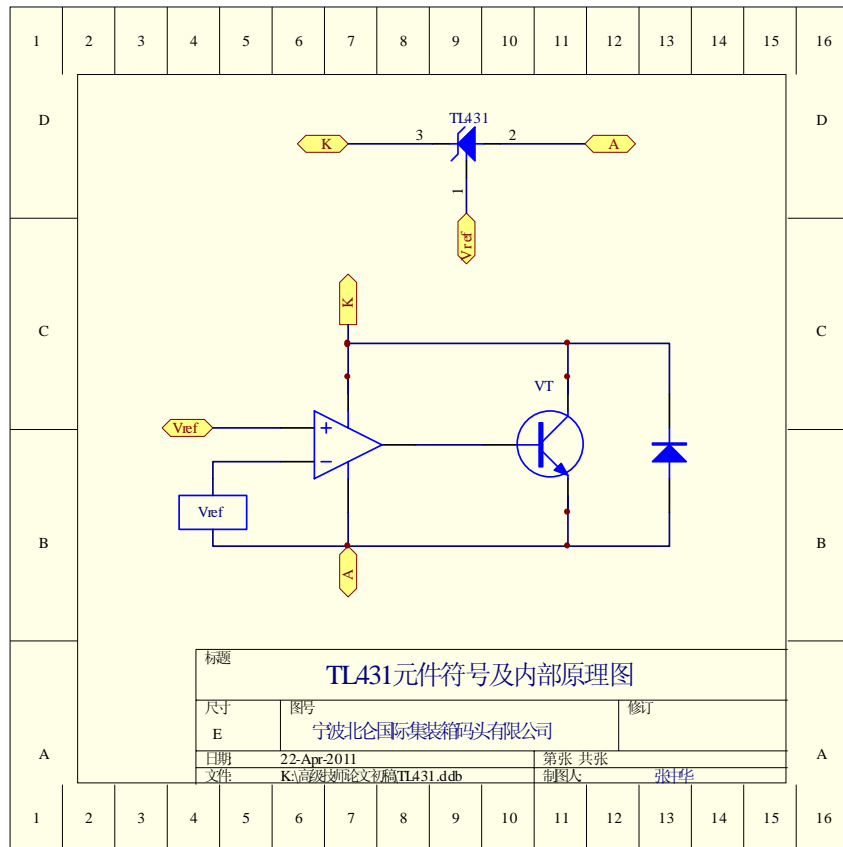 1 2 3 4 5 6 7 8 9 10 11 12 13 14 15 16
D D
TL431
K 3 2 A
1
Vref
C C
K
VT
Vref + −
Vref
B B
A
标题
TL431元件符号及内部原理图
尺寸 图号 修订
E 宁波北仑国际集装箱码头有限公司
A A
日期: 22-Apr-2011 第张 共张
文件: K:\高级技师论文初稿\TL431.ddb 制图人: 张中华
1 2 3 4 5 6 7 8 9 10 11 12 13 14 15 16